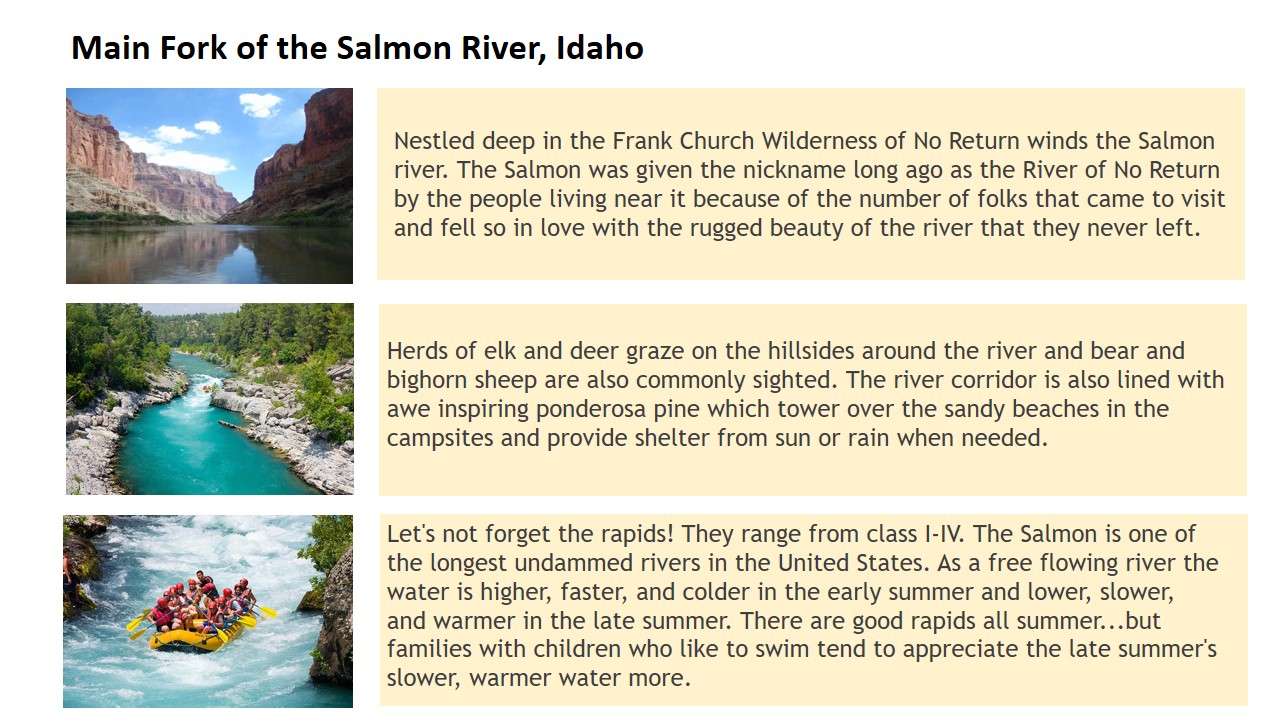 Main Fork of the Salmon River, Idaho
Nestled deep in the Frank Church Wilderness of No Return winds the Salmon
river. The Salmon was given the nickname long ago as the River of No Return
by the people living near it because of the number of folks that came to visit
and fell so in love with the rugged beauty of the river that they never left.
Herds of elk and deer graze on the hillsides around the river and bear and
bighorn sheep are also commonly sighted. The river corridor is also lined with
awe inspiring ponderosa pine which tower over the sandy beaches in the
campsites and provide shelter from sun or rain when needed.
Let's not forget the rapids! They range from class I-IV. The Salmon is one of
the longest undammed rivers in the United States. As a free flowing river the
water is higher, faster, and colder in the early summer and lower, slower,
and warmer in the late summer. There are good rapids all summer...but
families with children who like to swim tend to appreciate the late summer's
slower, warmer water more.